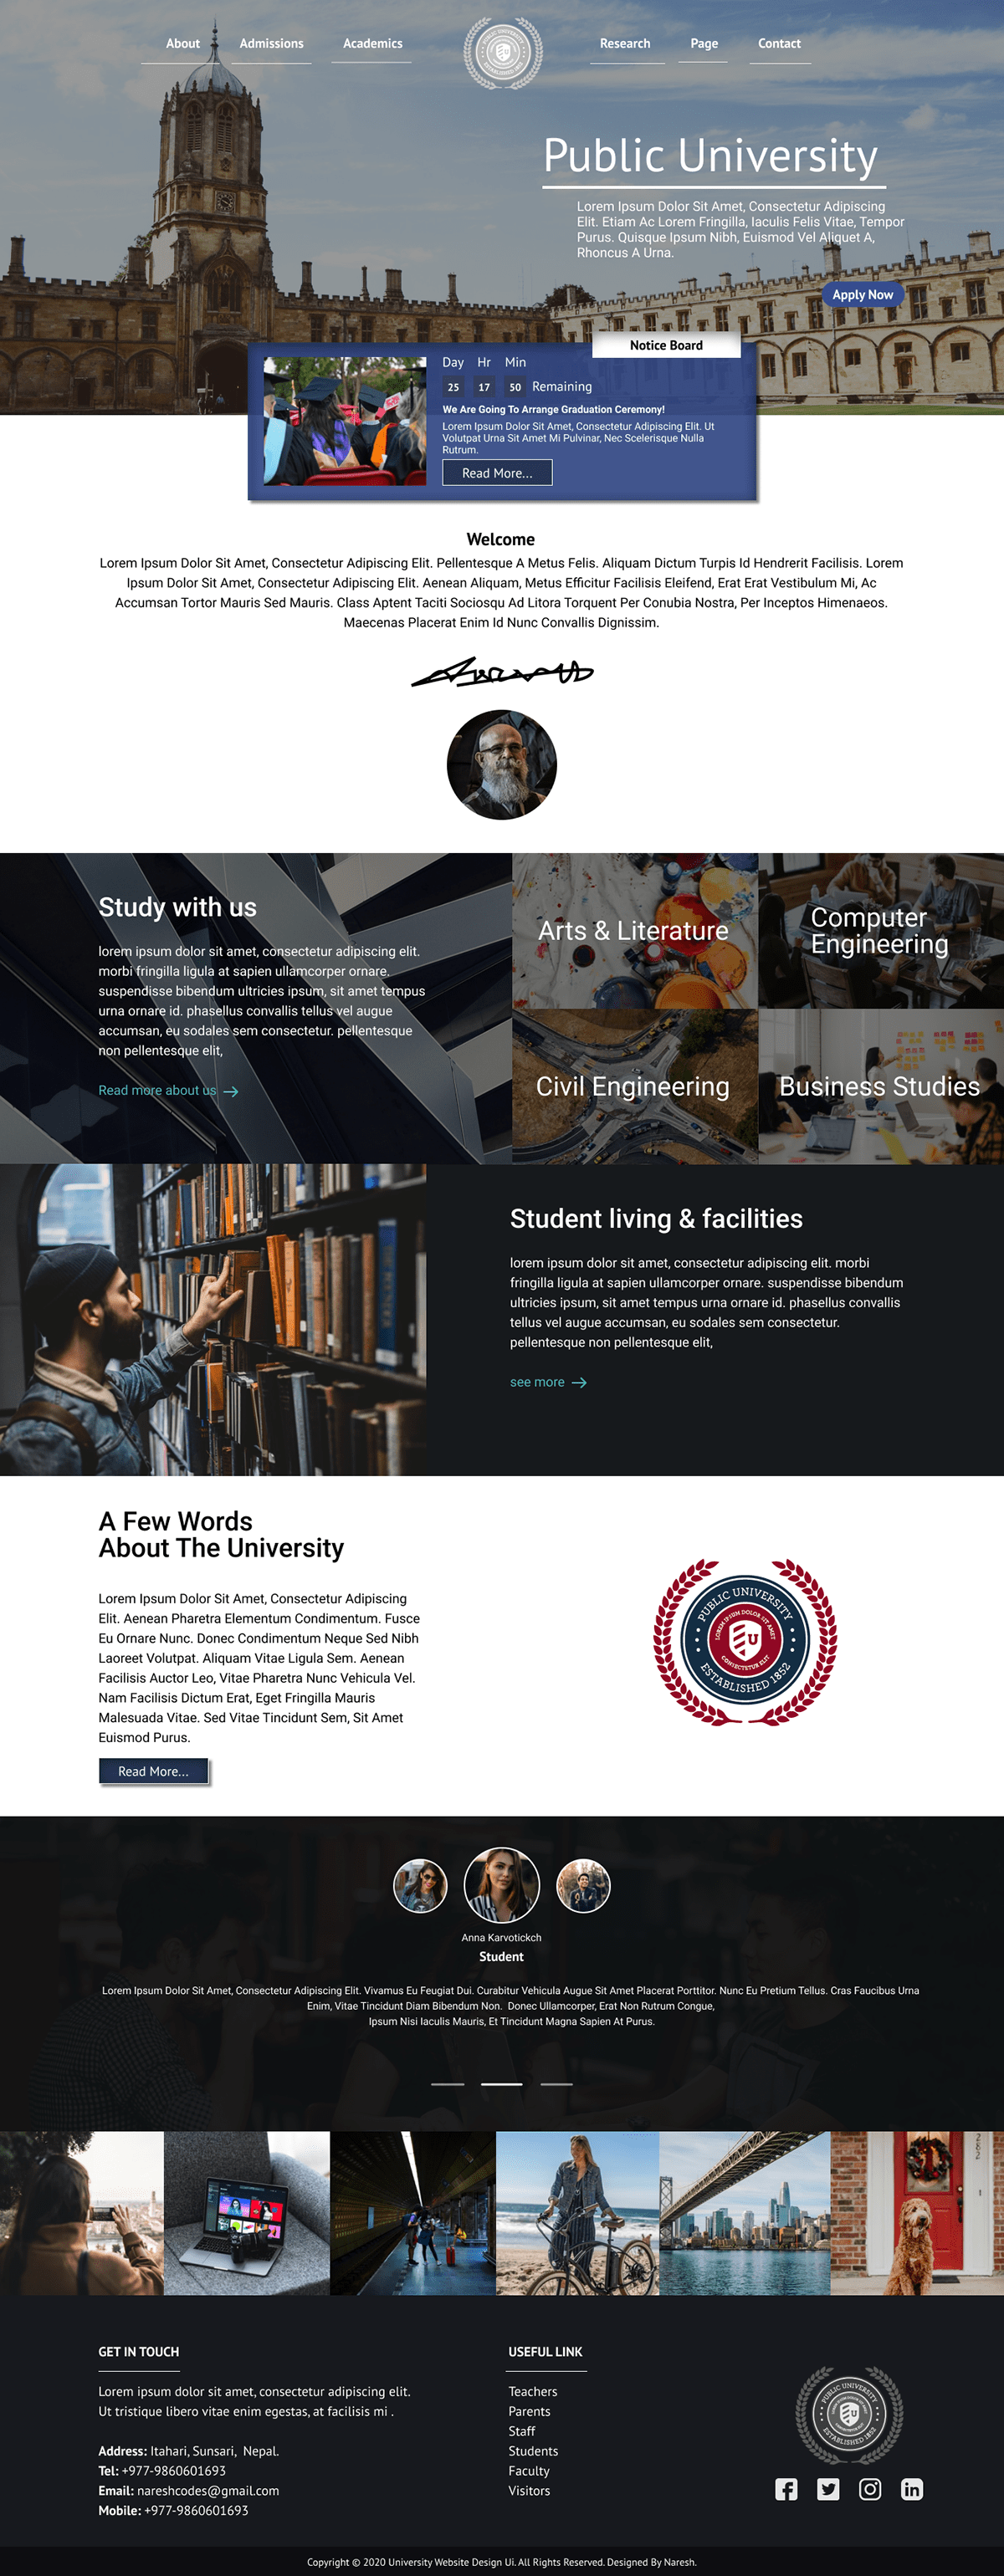 About Admissions Academics Research Page Contact
PUBLIC UNIVERSITY
ESTABLISHED 1852
Public University
Lorem Ipsum Dolor Sit Amet, Consectetur Adipiscing
Elit. Etiam Ac Lorem Fringilla, Iaculis Felis Vitae, Tempor
Purus. Quisque Ipsum Nibh, Euismod Vel Aliquet A,
Rhoncus A Urna.
Apply Now
Notice Board
Day Hr Min
25 17 50 Remaining
We Are Going To Arrange Graduation Ceremony!
Lorem Ipsum Dolor Sit Amet, Consectetur Adipiscing Elit. Ut
Volutpat Urna Sit Amet Mi Pulvinar, Nec Scelerisque Nulla
Rutrum.
Read More...
Welcome
Lorem Ipsum Dolor Sit Amet, Consectetur Adipiscing Elit. Pellentesque A Metus Felis. Aliquam Dictum Turpis Id Hendrerit Facilisis. Lorem
Ipsum Dolor Sit Amet, Consectetur Adipiscing Elit. Aenean Aliquam, Metus Efficitur Facilisis Eleifend, Erat Erat Vestibulum Mi, Ac
Accumsan Tortor Mauris Sed Mauris. Class Aptent Taciti Sociosqu Ad Litora Torquent Per Conubia Nostra, Per Inceptos Himenaeos.
Maecenas Placerat Enim Id Nunc Convallis Dignissim.
Study with us
lorem ipsum dolor sit amet, consectetur adipiscing elit.
morbi fringilla ligula at sapien ullamcorper ornare.
suspendisse bibendum ultricies ipsum, sit amet tempus
urna ornare id. phasellus convallis tellus vel augue
accumsan, eu sodales sem consectetur. pellentesque
non pellentesque elit,
Read more about us
Arts & Literature
Computer
Engineering
Civil Engineering
Business Studies
Student living & facilities
lorem ipsum dolor sit amet, consectetur adipiscing elit. morbi
fringilla ligula at sapien ullamcorper ornare. suspendisse bibendum
ultricies ipsum, sit amet tempus urna ornare id. phasellus convallis
tellus vel augue accumsan, eu sodales sem consectetur.
pellentesque non pellentesque elit,
see more
A Few Words
About The University
Lorem Ipsum Dolor Sit Amet, Consectetur Adipiscing
Elit. Aenean Pharetra Elementum Condimentum. Fusce
Eu Ornare Nunc. Donec Condimentum Neque Sed Nibh
Laoreet Volutpat. Aliquam Vitae Ligula Sem. Aenean
Facilisis Auctor Leo, Vitae Pharetra Nunc Vehicula Vel.
Nam Facilisis Dictum Erat, Eget Fringilla Mauris
Malesuada Vitae. Sed Vitae Tincidunt Sem, Sit Amet
Euismod Purus.
Read More...
PUBLIC UNIVERSITY
LOREM IPSUM DOLOR SIT AMET
U
CONSECTETUR ELIT
ESTABLISHED 1852
Anna Karvotickch
Student
Lorem Ipsum Dolor Sit Amet, Consectetur Adipiscing Elit. Vivamus Eu Feugiat Dui. Curabitur Vehicula Augue Sit Amet Placerat Porttitor. Nunc Eu Pretium Tellus. Cras Faucibus Urna
Enim, Vitae Tincidunt Diam Bibendum Non. Donec Ullamcorper, Erat Non Rutrum Congue,
Ipsum Nisi Iaculis Mauris, Et Tincidunt Magna Sapien At Purus.
GET IN TOUCH
Lorem ipsum dolor sit amet, consectetur adipiscing elit.
Ut tristique libero vitae enim egestas, at facilisis mi .
Address: Itahari, Sunsari, Nepal.
Tel: +977-9860601693
Email: nareshcodes@gmail.com
Mobile: +977-9860601693
USEFUL LINK
Teachers
Parents
Staff
Students
Faculty
Visitors
PUBLIC UNIVERSITY
ESTABLISHED 1852
Copyright © 2020 University Website Design Ui. All Rights Reserved. Designed By Naresh.